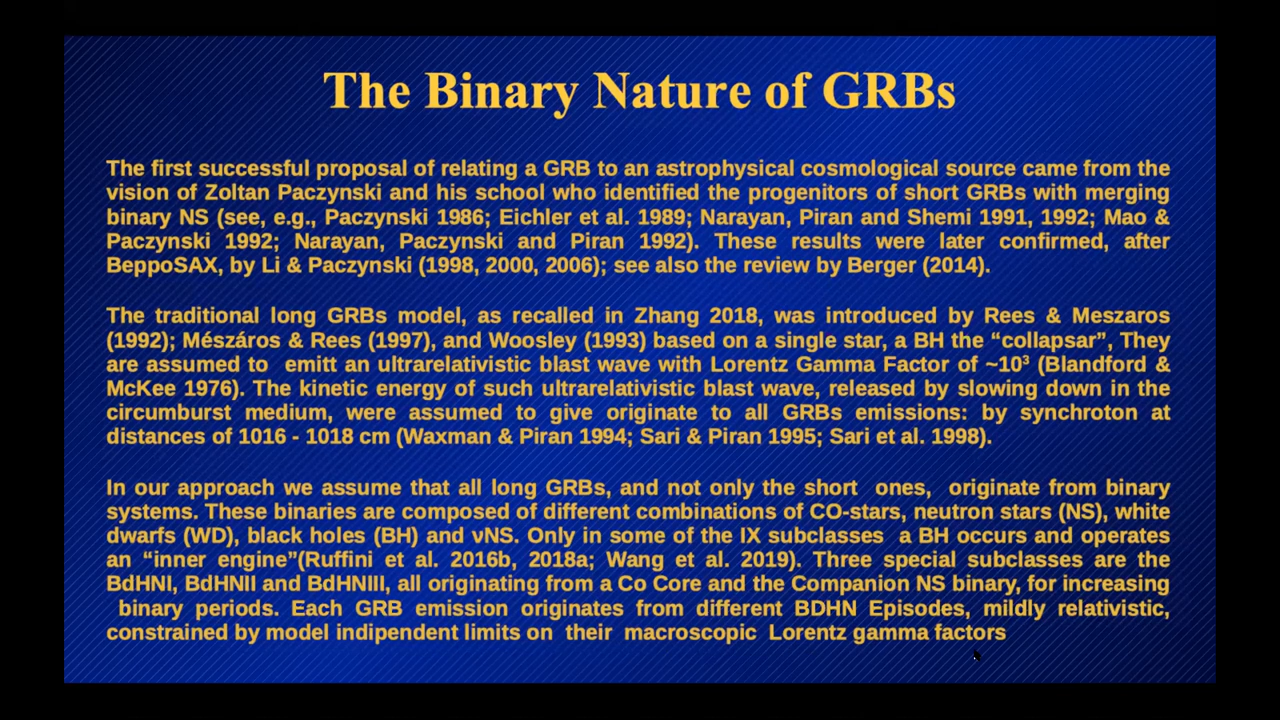 The Binary Nature of GRBs
The first successful proposal of relating a GRB to an astrophysical cosmological source came from the
vision of Zoltan Paczynski and his school who identified the progenitors of short GRBs with merging
binary NS (see, e.g., Paczynski 1986; Eichler et al. 1989; Narayan, Piran and Shemi 1991, 1992; Mao &
Paczynski 1992; Narayan, Paczynski and Piran 1992). These results were later confirmed, after
BeppoSAX, by Li & Paczynski (1998, 2000, 2006); see also the review by Berger (2014).
The traditional long GRBs model, as recalled in Zhang 2018, was introduced by Rees & Meszaros
(1992); Mészáros & Rees (1997), and Woosley (1993) based on a single star, a BH the “collapsar”, They
are assumed to emitt an ultrarelativistic blast wave with Lorentz Gamma Factor of ~10³ (Blandford &
McKee 1976). The kinetic energy of such ultrarelativistic blast wave, released by slowing down in the
circumburst medium, were assumed to give originate to all GRBs emissions: by synchroton at
distances of 1016 - 1018 cm (Waxman & Piran 1994; Sari & Piran 1995; Sari et al. 1998).
In our approach we assume that all long GRBs, and not only the short ones, originate from binary
systems. These binaries are composed of different combinations of CO-stars, neutron stars (NS), white
dwarfs (WD), black holes (BH) and νNS. Only in some of the IX subclasses a BH occurs and operates
an “inner engine”(Ruffini et al. 2016b, 2018a; Wang et al. 2019). Three special subclasses are the
BdHNI, BdHNII and BdHNIII, all originating from a Co Core and the Companion NS binary, for increasing
binary periods. Each GRB emission originates from different BDHN Episodes, mildly relativistic,
constrained by model indipendent limits on their macroscopic Lorentz gamma factors